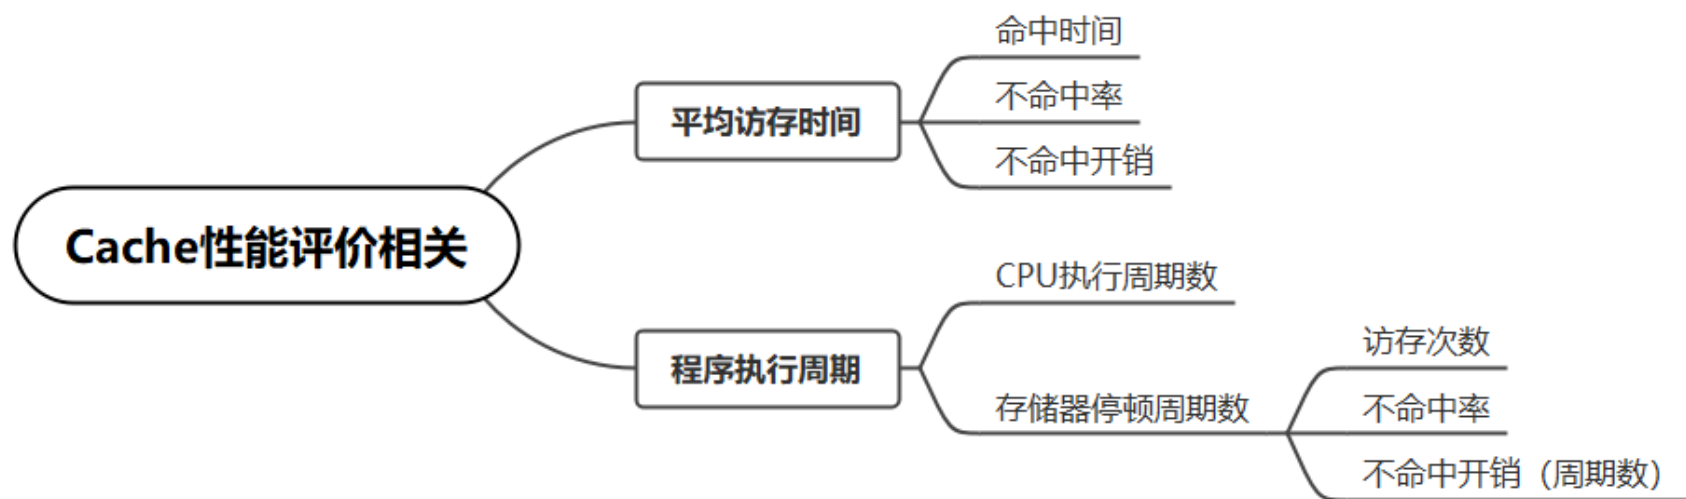 Cache性能评价相关
平均访存时间
命中时间
不命中率
不命中开销
程序执行周期
CPU执行周期数
存储器停顿周期数
访存次数
不命中率
不命中开销（周期数）